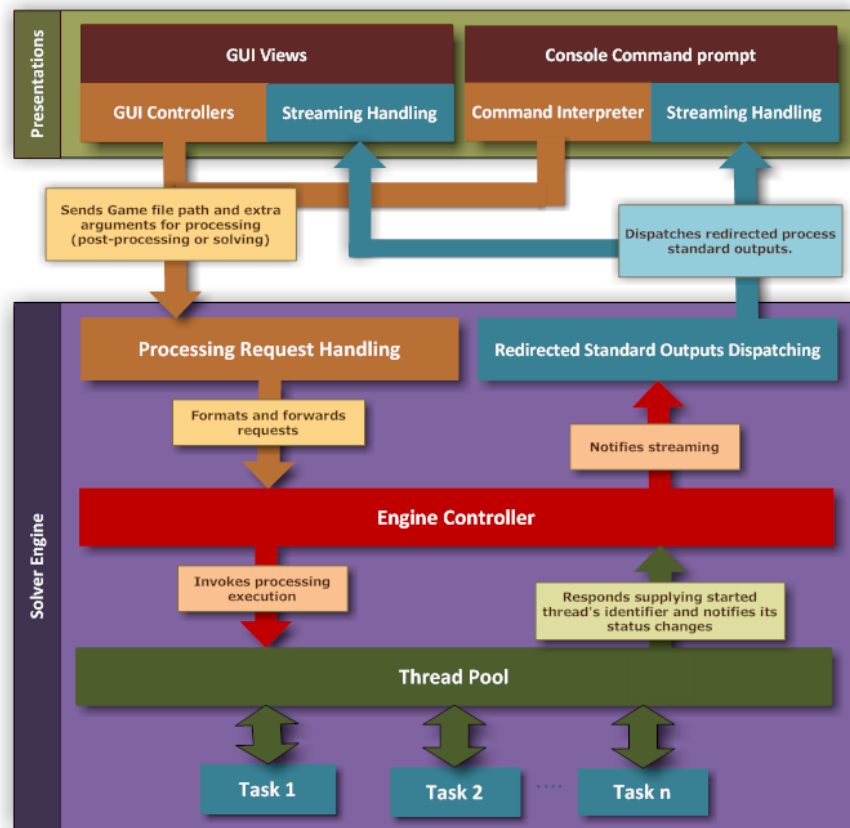 Presentations
GUI Views
Console Command prompt
GUI Controllers
Streaming Handling
Command Interpreter
Streaming Handling
Sends Game file path and extra
arguments for processing
(post-processing or solving)
Dispatches redirected process
standard outputs.
Solver Engine
Processing Request Handling
Redirected Standard Outputs Dispatching
Formats and forwards
requests
Notifies streaming
Engine Controller
Invokes processing
execution
Responds supplying started
thread's identifier and notifies its
status changes
Thread Pool
Task 1
Task 2
....
Task n